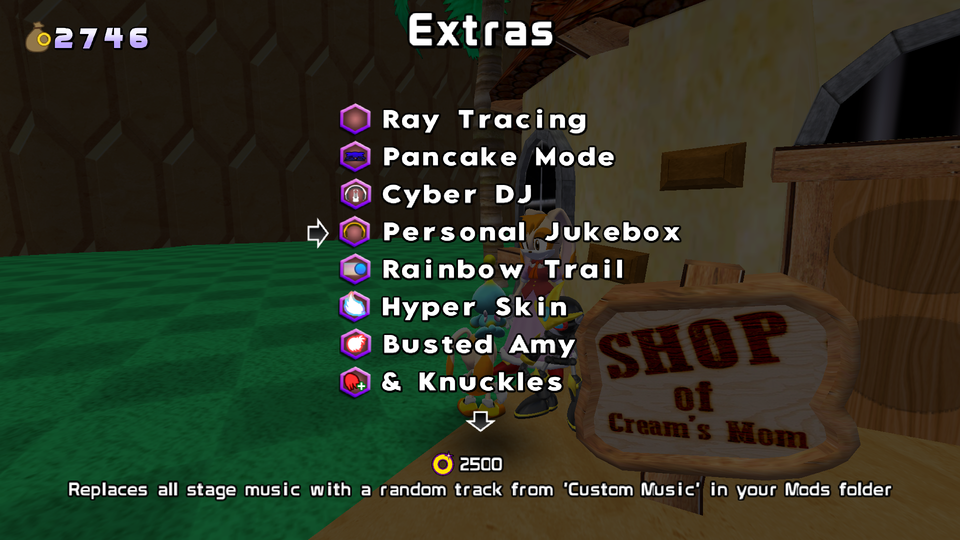 2746
Extras
Ray Tracing
Pancake Mode
Cyber DJ
Personal Jukebox
Rainbow Trail
Hyper Skin
Busted Amy
& Knuckles
SHOP
of
Cream's Mom
2500
Replaces all stage music with a random track from 'Custom Music' in your Mods folder